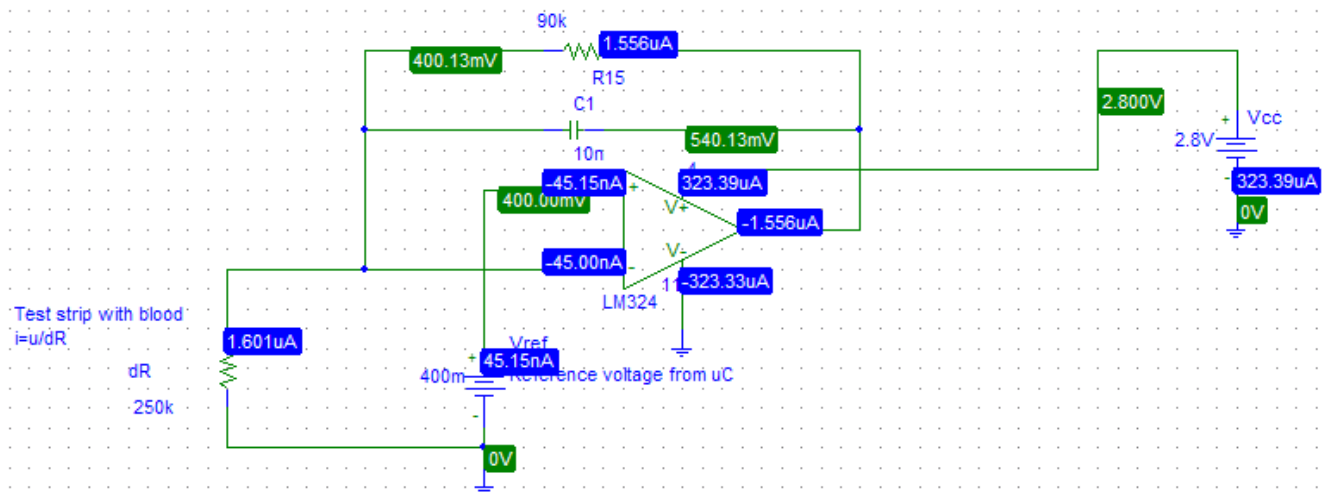 90k
1.556uA
400.13mV
R15
C1
2.800V
540.13mV
Vcc
+
2.8V
10n
-45.15nA
+
323.39uA
-
323.39uA
400.00mV
V+
0V
-1.556uA
V-
-45.00nA
-
11
-323.33uA
LM324
Test strip with blood
i=u/dR
1.601uA
Vref
+
45.15nA
400m
Reference voltage from uC
dR
250k
-
0V